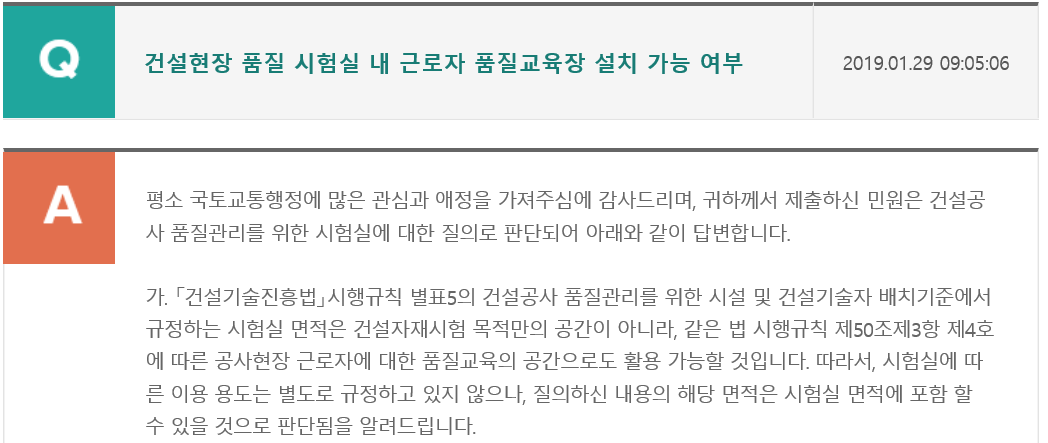 Q
건설현장 품질 시험실 내 근로자 품질교육장 설치 가능 여부
2019.01.29 09:05:06
A
평소 국토교통행정에 많은 관심과 애정을 가져주심에 감사드리며, 귀하께서 제출하신 민원은 건설공
사 품질관리를 위한 시험실에 대한 질의로 판단되어 아래와 같이 답변합니다.
가. ｢건설기술진흥법｣시행규칙 별표5의 건설공사 품질관리를 위한 시설 및 건설기술자 배치기준에서
규정하는 시험실 면적은 건설자재시험 목적만의 공간이 아니라, 같은 법 시행규칙 제50조제3항 제4호
에 따른 공사현장 근로자에 대한 품질교육의 공간으로도 활용 가능할 것입니다. 따라서, 시험실에 따
른 이용 용도는 별도로 규정하고 있지 않으나, 질의하신 내용의 해당 면적은 시험실 면적에 포함 할
수 있을 것으로 판단됨을 알려드립니다.